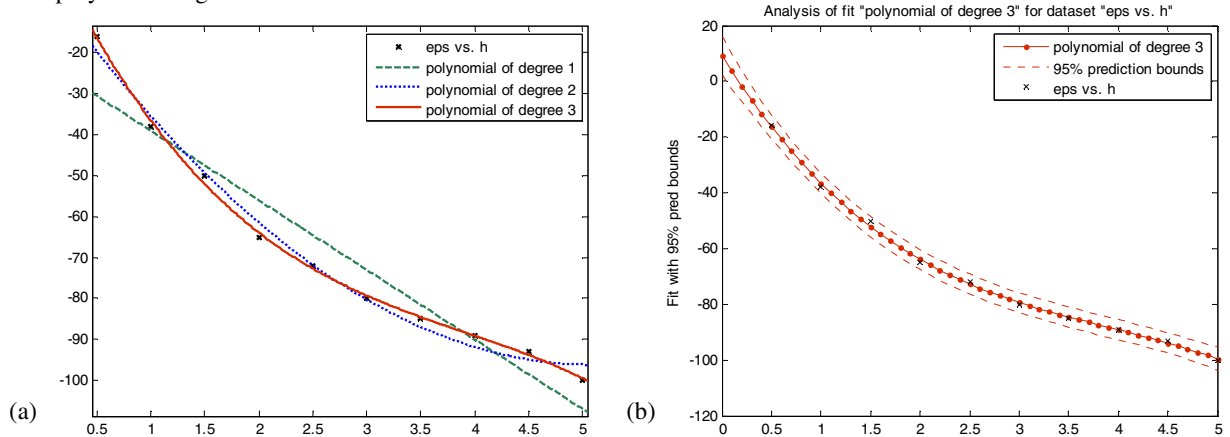 eps vs. h
polynomial of degree 1
polynomial of degree 2
polynomial of degree 3
-20
-30
-40
-50
-60
-70
-80
-90
-100
0.5 1 1.5 2 2.5 3 3.5 4 4.5 5
(a)
Analysis of fit "polynomial of degree 3" for dataset "eps vs. h"
polynomial of degree 3
95% prediction bounds
eps vs. h
Fit with 95% pred bounds
20
0
-20
-40
-60
-80
-100
-120
0 0.5 1 1.5 2 2.5 3 3.5 4 4.5 5
(b)